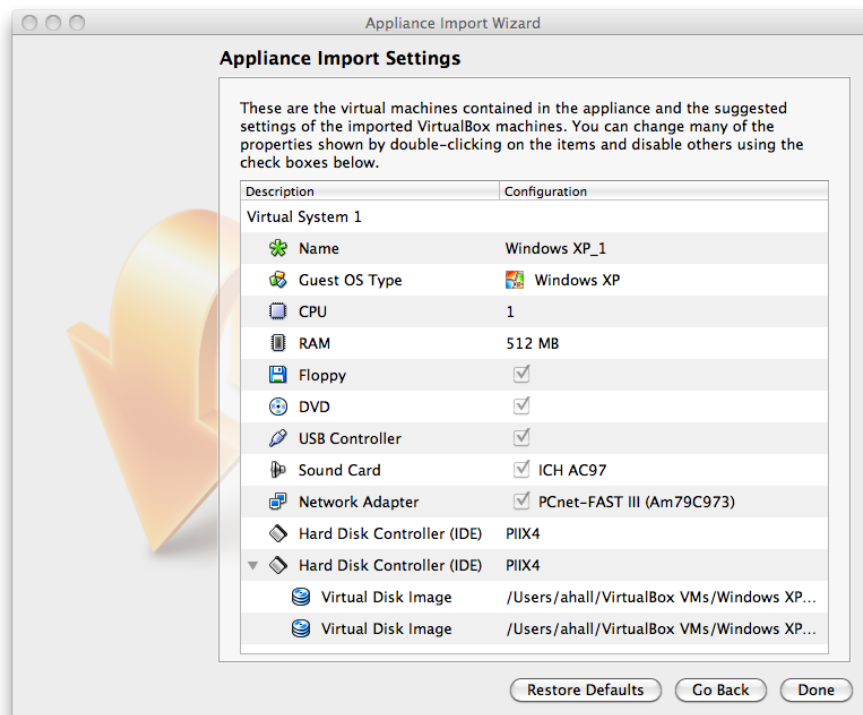 Appliance Import Wizard
Appliance Import Settings
These are the virtual machines contained in the appliance and the suggested
settings of the imported VirtualBox machines. You can change many of the
properties shown by double-clicking on the items and disable others using the
check boxes below.
Description Configuration
Virtual System 1
Name Windows XP_1
Guest OS Type Windows XP
CPU 1
RAM 512 MB
Floppy
DVD
USB Controller
Sound Card ICH AC97
Network Adapter PCnet-FAST III (Am79C973)
Hard Disk Controller (IDE) PIIX4
Hard Disk Controller (IDE) PIIX4
Virtual Disk Image /Users/ahall/VirtualBox VMs/Windows XP...
Virtual Disk Image /Users/ahall/VirtualBox VMs/Windows XP...
Restore Defaults Go Back Done